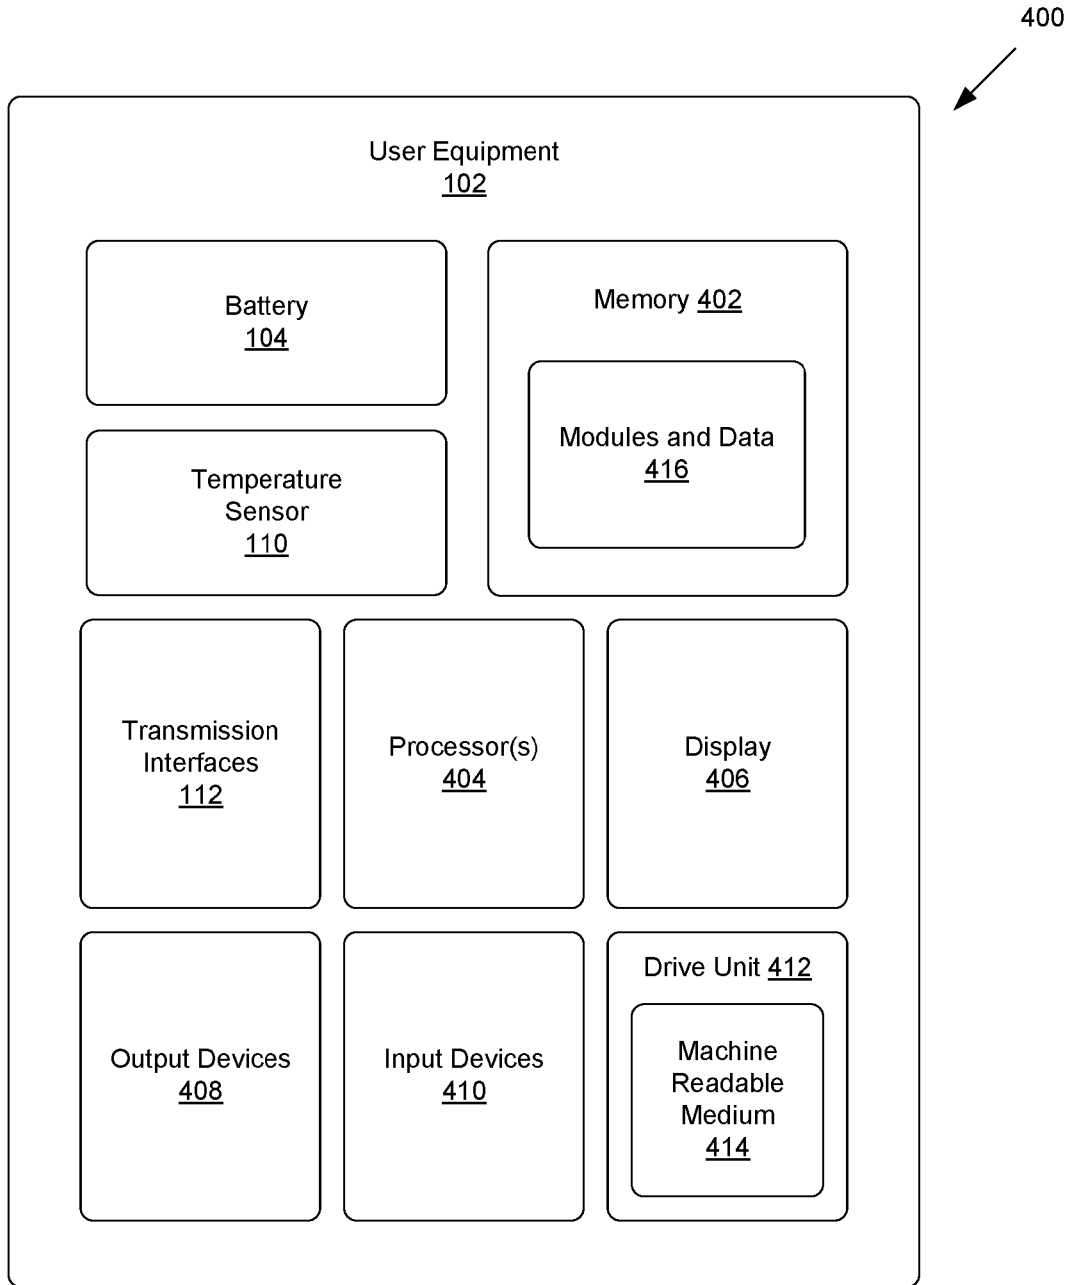 400
User Equipment
102
Battery
104
Memory 402
Modules and Data
416
Temperature
Sensor
110
Transmission
Interfaces
112
Processor(s)
404
Display
406
Output Devices
408
Input Devices
410
Drive Unit 412
Machine
Readable
Medium
414